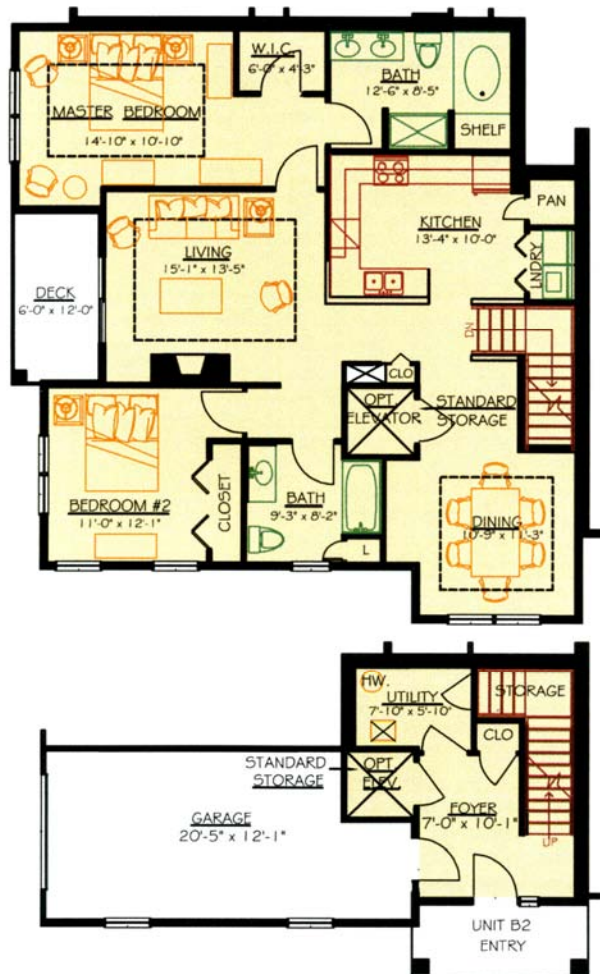 W.I.C.
6'-0" x 4'-3"
BATH
12'-6" x 8'-5"
MASTER BEDROOM
14'-10" x 10'-10"
SHELF
KITCHEN
13'-4" x 10'-0"
PAN
LNDRY
LIVING
15'-1" x 13'-5"
DECK
6'-0" x 12'-0"
DN
CLO
OPT
ELEVATOR
STANDARD
STORAGE
BEDROOM #2
11'-0" x 12'-1"
CLOSET
BATH
9'-3" x 8'-2"
L
DINING
10'-9" x 11'-3"
HW.
UTILITY
7'-10" x 5'-10"
STORAGE
CLO
STANDARD
STORAGE
OPT
ELEV.
FOYER
7'-0" x 10'-1"
GARAGE
20'-5" x 12'-1"
UP
UNIT B2
ENTRY